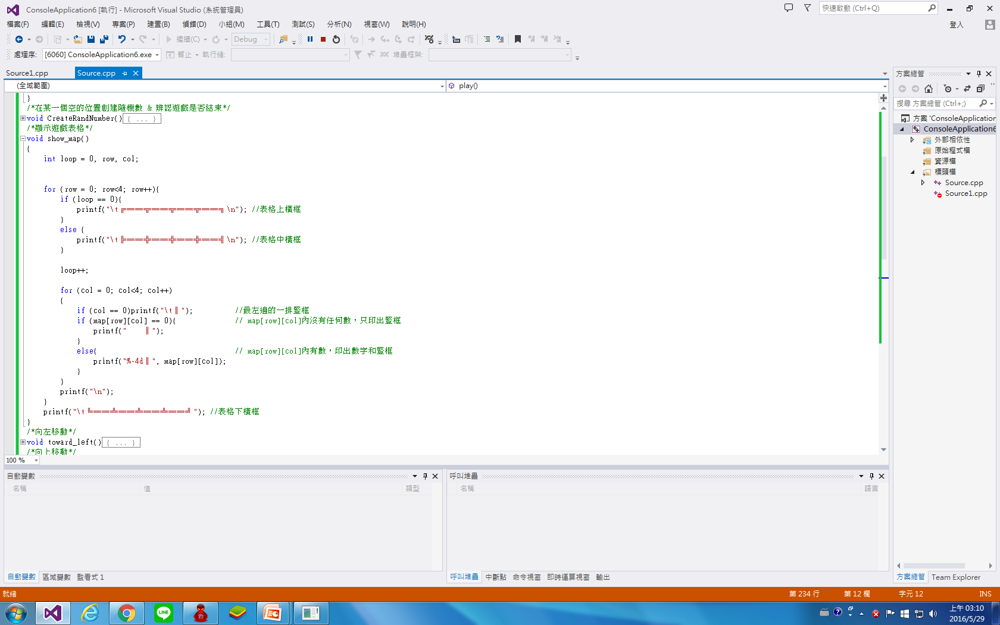 ConsoleApplication6 [執行] - Microsoft Visual Studio (系統管理員)
快速啟動 (Ctrl+Q)
檔案(F) 編輯(E) 檢視(V) 專案(P) 建置(B) 偵錯(D) 小組(M) 工具(T) 測試(S) 分析(N) 視窗(W) 說明(H)
登入
繼續(C) Debug
處理序: [6060] ConsoleApplication6.exe 暫止 執行緒: 堆疊框架:
Source1.cpp Source.cpp
(全域範圍) play()
}
/*在某一個空的位置創建隨機數 & 辨認遊戲是否結束*/
void CreateRandNumber(){ ... }
/*顯示遊戲表格*/
void show_map()
{
int loop = 0, row, col;
for (row = 0; row<4; row++){
if (loop == 0){
printf("\t╔══╦══╦══╦══╗\n"); //表格上橫框
}
else {
printf("\t╠══╬══╬══╬══╣\n"); //表格中橫框
}
loop++;
for (col = 0; col<4; col++)
{
if (col == 0)printf("\t║"); //最左邊的一排豎框
if (map[row][col] == 0){ // map[row][col]內沒有任何數，只印出豎框
printf("    ║");
}
else{ // map[row][col]內有數，印出數字和豎框
printf("%-4d║", map[row][col]);
}
}
printf("\n");
}
printf("\t╚══╩══╩══╩══╝"); //表格下橫框
}
/*向左移動*/
void toward_left(){ ... }
/*向上移動*/
100 %
方案總管
搜尋 方案總管 (Ctrl+;)
方案 'ConsoleApplication
ConsoleApplication6
外部相依性
原始程式檔
資源檔
標頭檔
Source.cpp
Source1.cpp
方案總管 Team Explorer
自動變數
名稱 值 類型
自動變數 區域變數 監看式 1
呼叫堆疊
名稱 語言
呼叫堆疊 中斷點 命令視窗 即時運算視窗 輸出
就緒 第 234 行 第 12 欄 字元 12 INS
LINE
上午 03:10
2016/5/29